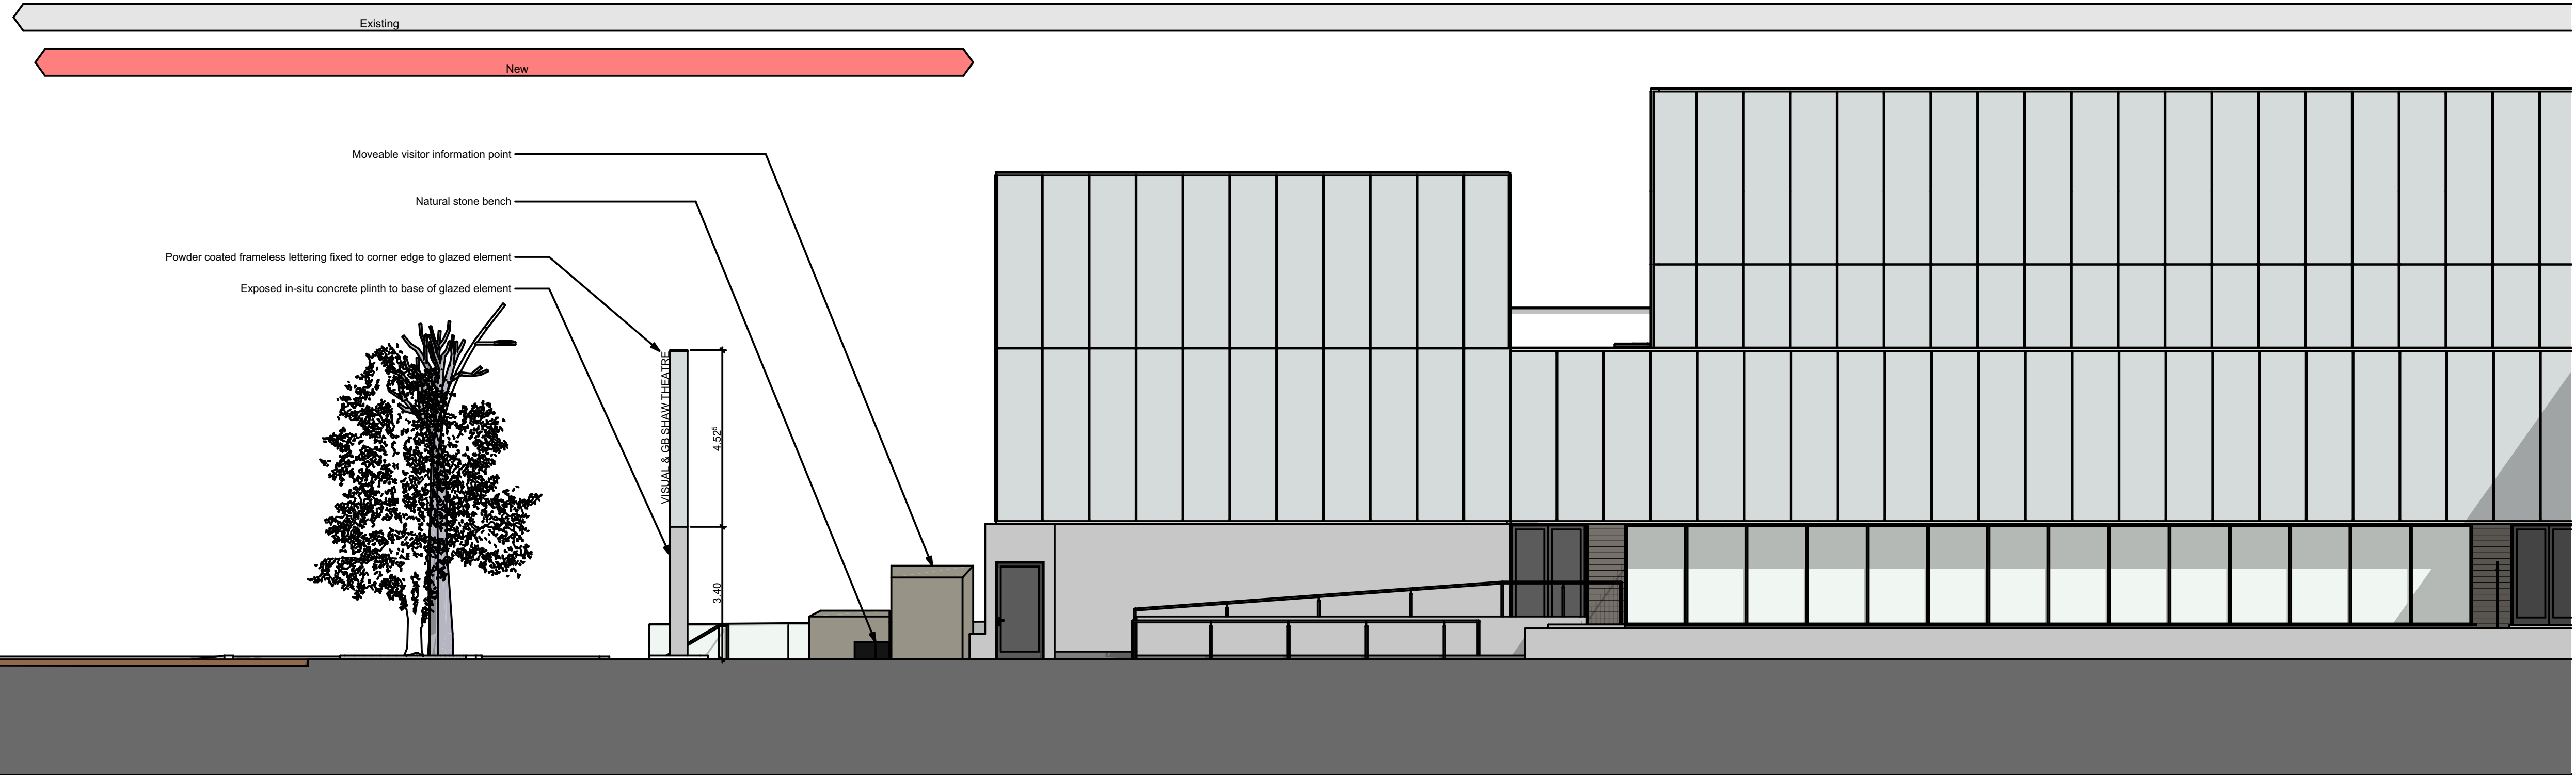 Existing
New
Moveable visitor information point
Natural stone bench
Powder coated frameless lettering fixed to corner edge to glazed element
Exposed in-situ concrete plinth to base of glazed element
VISUAL & GB SHAW THEATRE
4.52⁵
3.40